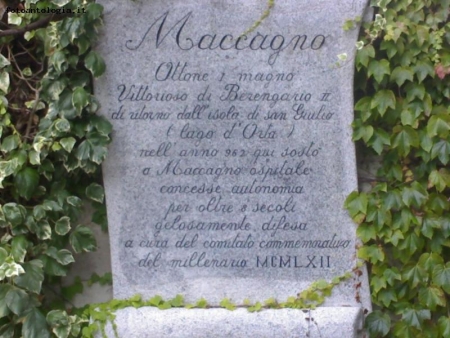 fotoantologia.it
Maccagno
Ottone I magno
Vittorioso di Berengario II
di ritorno dall'isola di San Giulio
( lago d'Orta )
nell'anno 962 qui sostò
a Maccagno ospitale
concesse autonomia
per oltre 8 secoli
gelosamente difesa
a cura del comitato commemorativo
del millenario MCMLXII